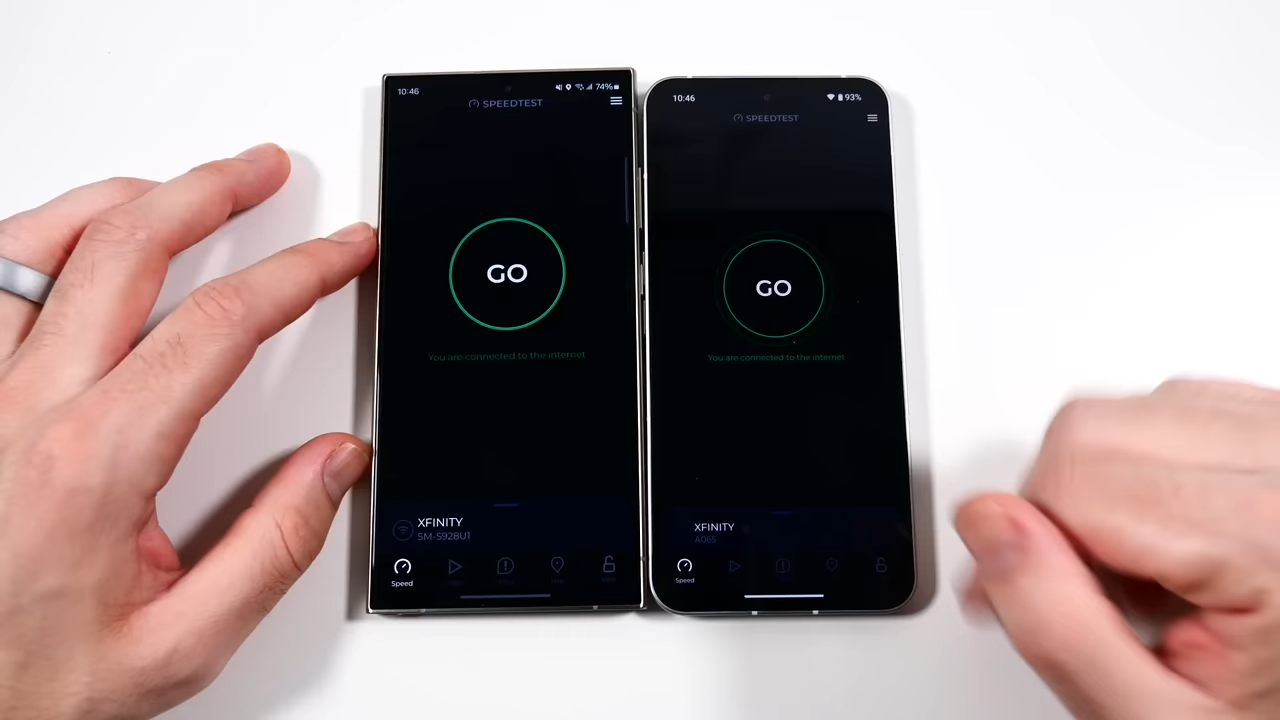 10:46
74%
SPEEDTEST
GO
You are connected to the internet
XFINITY
SM-S928U1
Speed
10:46
93%
SPEEDTEST
GO
You are connected to the internet
XFINITY
A065
Speed